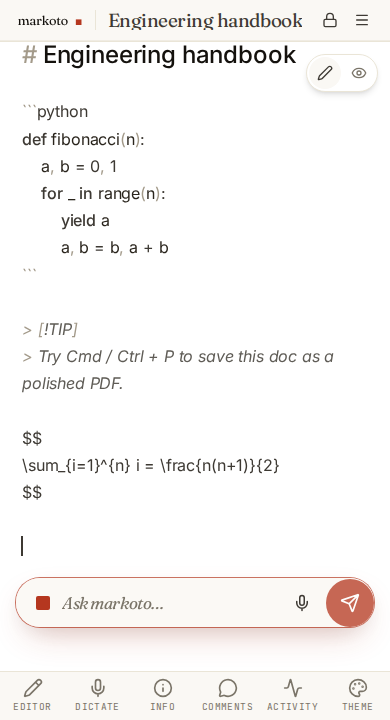 markoto
Engineering handbook
# Engineering handbook
```python
def fibonacci(n):
    a, b = 0, 1
    for _ in range(n):
        yield a
        a, b = b, a + b
```
> [!TIP]
> Try Cmd / Ctrl + P to save this doc as a
polished PDF.
$$
\sum_{i=1}^{n} i = \frac{n(n+1)}{2}
$$
Ask markoto...
EDITOR DICTATE INFO COMMENTS ACTIVITY THEME